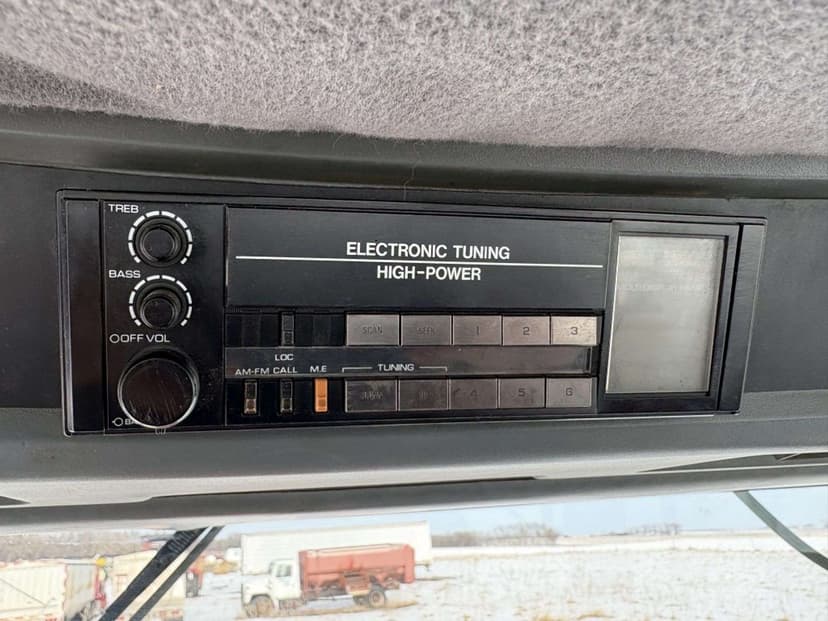 TREB
BASS
OFF VOL
ELECTRONIC TUNING
HIGH-POWER
SCAN 1 2 3
LOC
AM-FM CALL M.E TUNING
4 5 6